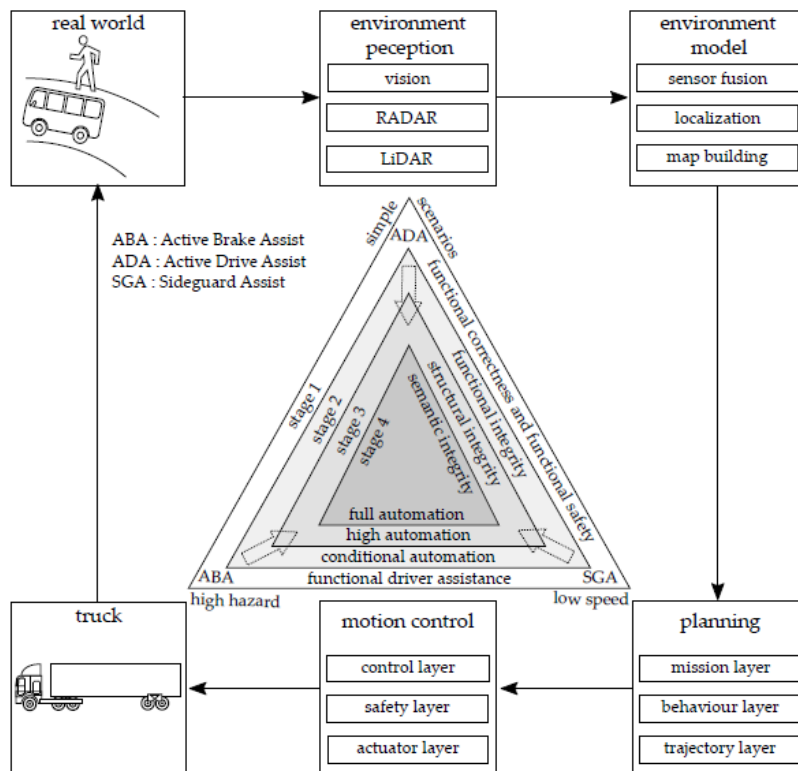 real world
environment
peception
vision
RADAR
LiDAR
environment
model
sensor fusion
localization
map building
ABA : Active Brake Assist
ADA : Active Drive Assist
SGA : Sideguard Assist
simple
scenarios
ADA
functional correctness and functional safety
functional integrity
structural integrity
semantic integrity
stage 1
stage 2
stage 3
stage 4
full automation
high automation
conditional automation
ABA
functional driver assistance
SGA
high hazard
low speed
truck
motion control
control layer
safety layer
actuator layer
planning
mission layer
behaviour layer
trajectory layer